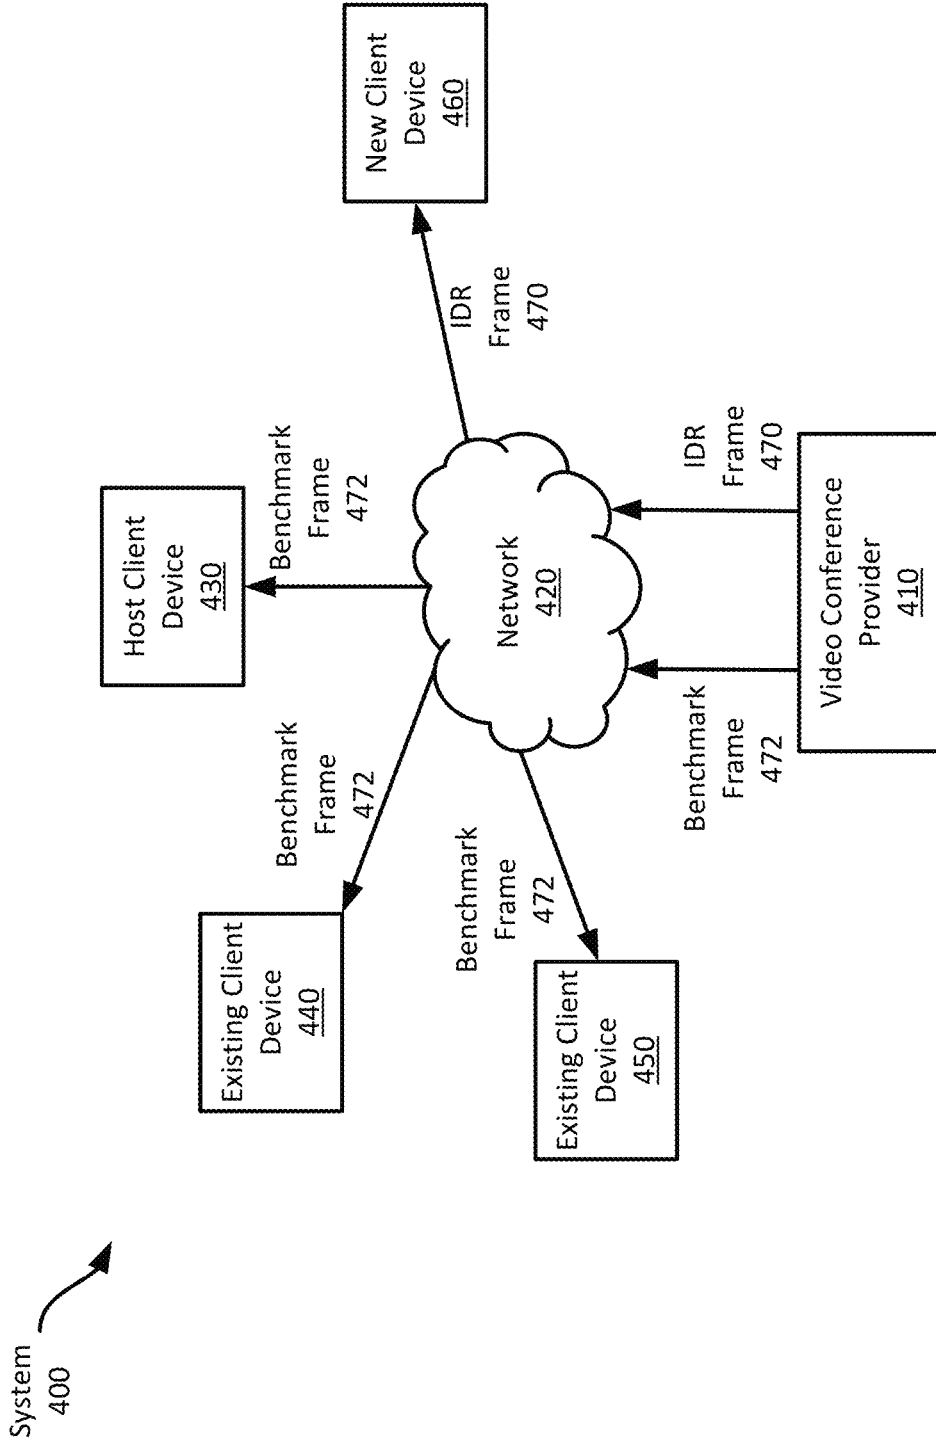 System
400
Existing Client
Device
440
Existing Client
Device
450
Benchmark
Frame
472
Benchmark
Frame
472
Host Client
Device
430
Benchmark
Frame
472
Network
420
New Client
Device
460
IDR
Frame
470
Benchmark
Frame
472
IDR
Frame
470
Video Conference
Provider
410